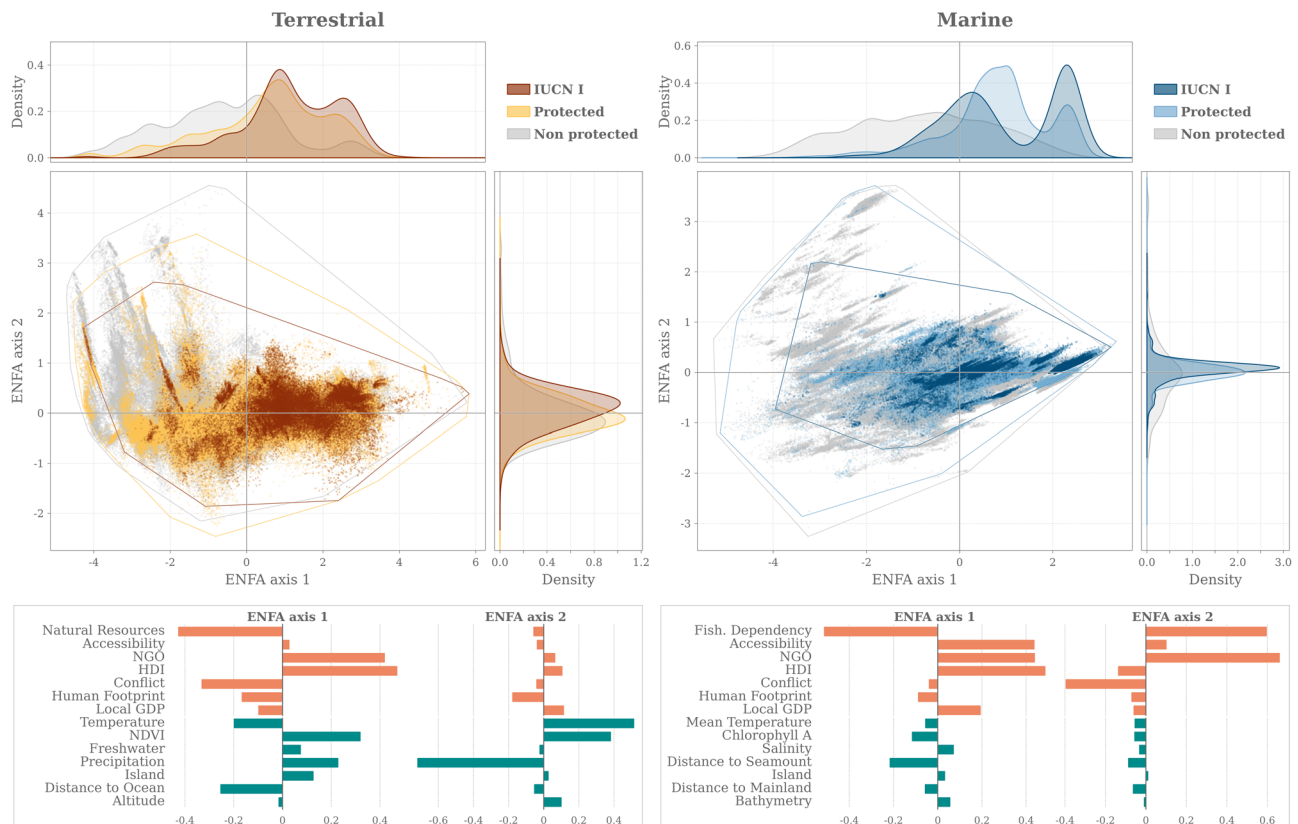 Terrestrial
Marine
Density
0.4
0.2
0.0
IUCN I
Protected
Non protected
Density
0.6
0.4
0.2
0.0
IUCN I
Protected
Non protected
ENFA axis 2
4
3
2
1
0
-1
-2
-4
-2
0
2
4
6
ENFA axis 1
0.0
0.4
0.8
1.2
Density
ENFA axis 2
3
2
1
0
-1
-2
-3
-4
-2
0
2
ENFA axis 1
0.0
1.0
2.0
3.0
Density
ENFA axis 1
ENFA axis 2
Natural Resources
Accessibility
NGO
HDI
Conflict
Human Footprint
Local GDP
Temperature
NDVI
Freshwater
Precipitation
Island
Distance to Ocean
Altitude
-0.4
-0.2
0
0.2
0.4
-0.6
-0.4
-0.2
0
0.2
0.4
ENFA axis 1
ENFA axis 2
Fish. Dependency
Accessibility
NGO
HDI
Conflict
Human Footprint
Local GDP
Mean Temperature
Chlorophyll A
Salinity
Distance to Seamount
Island
Distance to Mainland
Bathymetry
-0.4
-0.2
0
0.2
0.4
-0.4
-0.2
0
0.2
0.4
0.6